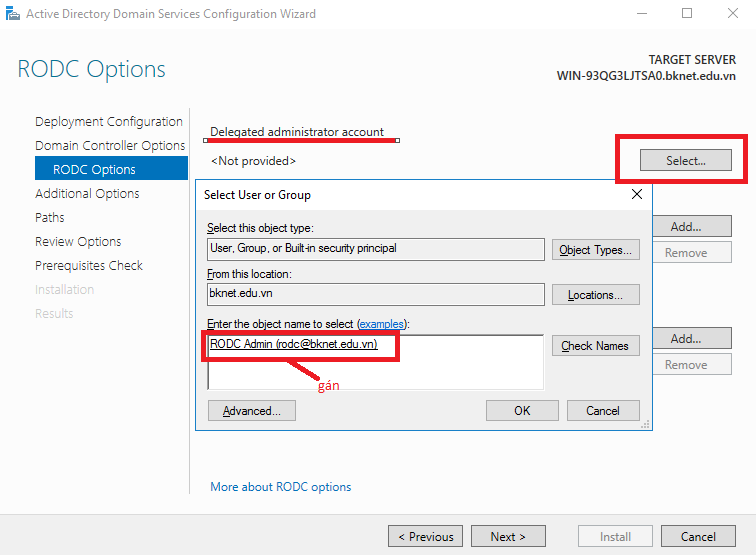 Active Directory Domain Services Configuration Wizard
RODC Options
TARGET SERVER
WIN-93QG3LJTSA0.bknet.edu.vn
Deployment Configuration
Domain Controller Options
RODC Options
Additional Options
Paths
Review Options
Prerequisites Check
Installation
Results
Delegated administrator account
<Not provided>
Select...
Select User or Group
Select this object type:
User, Group, or Built-in security principal
Object Types...
From this location:
bknet.edu.vn
Locations...
Enter the object name to select (examples):
RODC Admin (rodc@bknet.edu.vn)
Check Names
gán
Advanced...
OK
Cancel
Add...
Remove
Add...
Remove
More about RODC options
< Previous
Next >
Install
Cancel